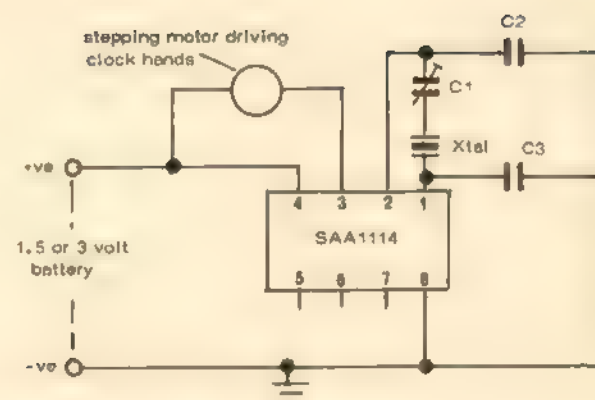 stepping motor driving
clock hands
C2
C1
Xtal
C3
+ve
4 3 2 1
SAA1114
5 6 7 8
1.5 or 3 volt
battery
-ve